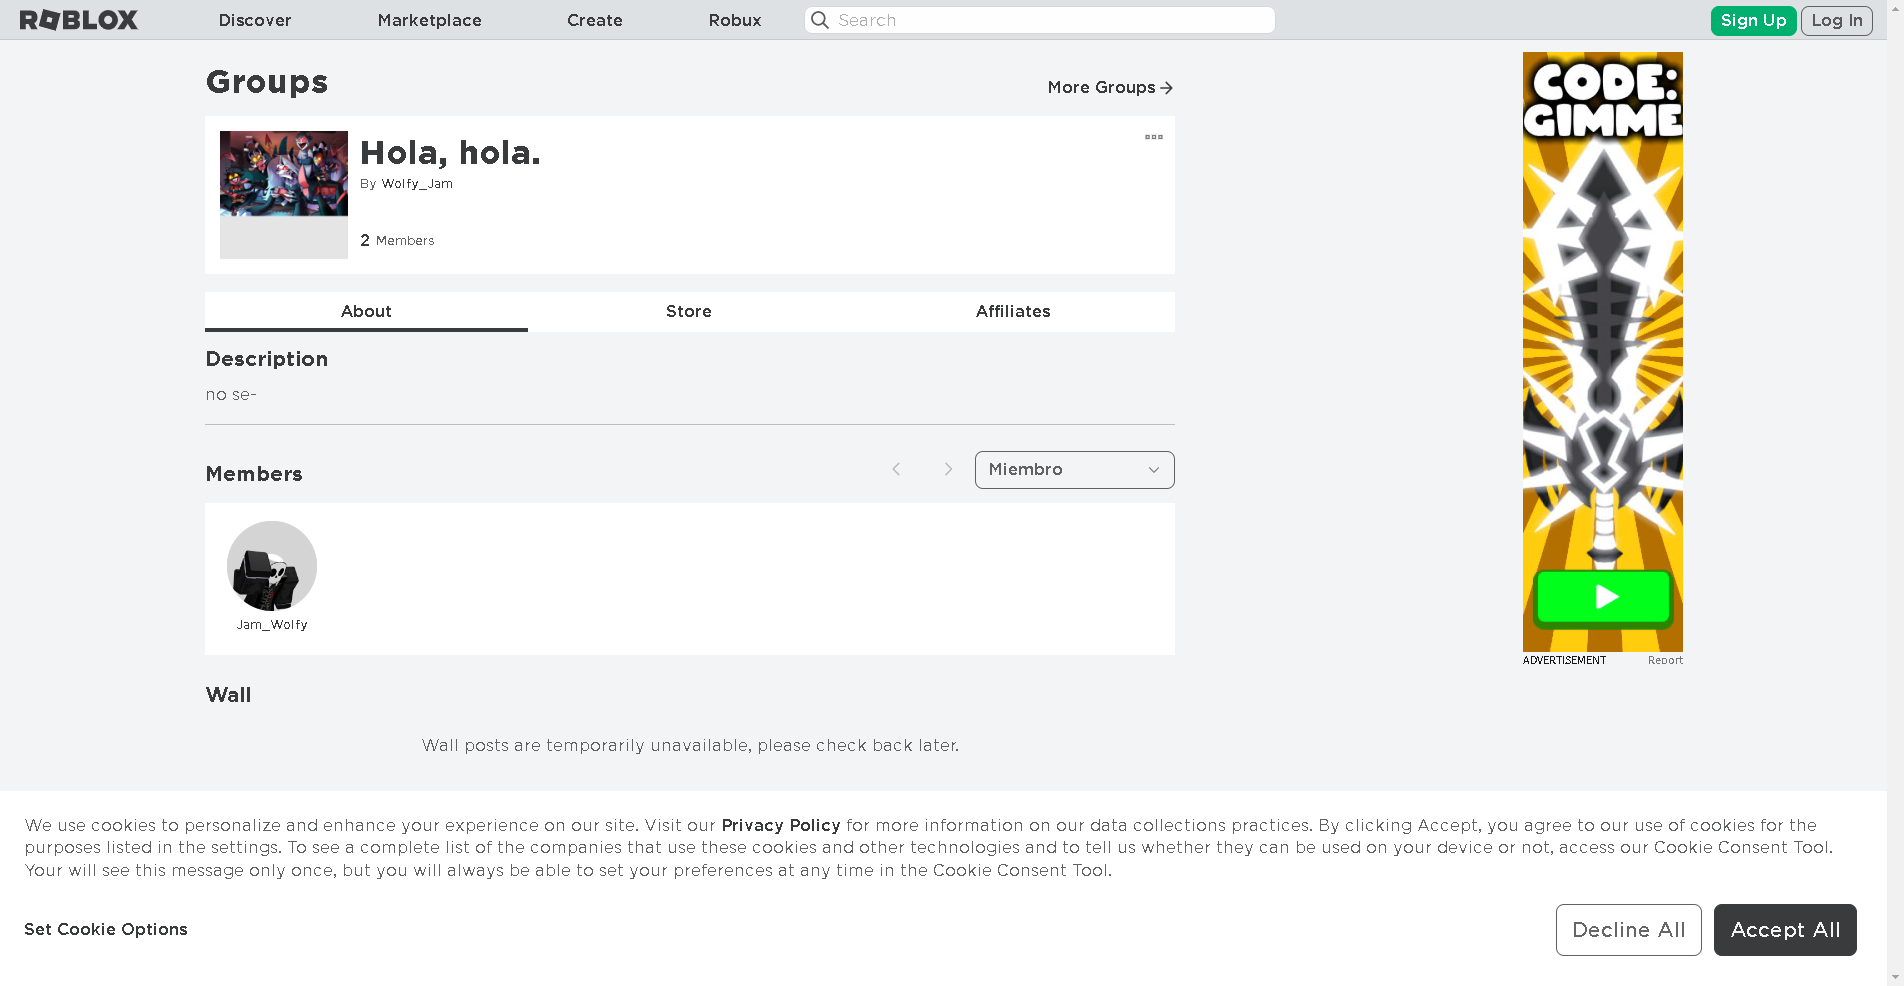 ROBLOX Discover Marketplace Create Robux Search Sign Up Log In
Groups
More Groups
Hola, hola.
By Wolfy_Jam
2 Members
About Store Affiliates
Description
no se-
Members
Miembro
Jam_Wolfy
Wall
Wall posts are temporarily unavailable, please check back later.
CODE:
GIMME
ADVERTISEMENT Report
We use cookies to personalize and enhance your experience on our site. Visit our Privacy Policy for more information on our data collections practices. By clicking Accept, you agree to our use of cookies for the
purposes listed in the settings. To see a complete list of the companies that use these cookies and other technologies and to tell us whether they can be used on your device or not, access our Cookie Consent Tool.
Your will see this message only once, but you will always be able to set your preferences at any time in the Cookie Consent Tool.
Set Cookie Options
Decline All Accept All